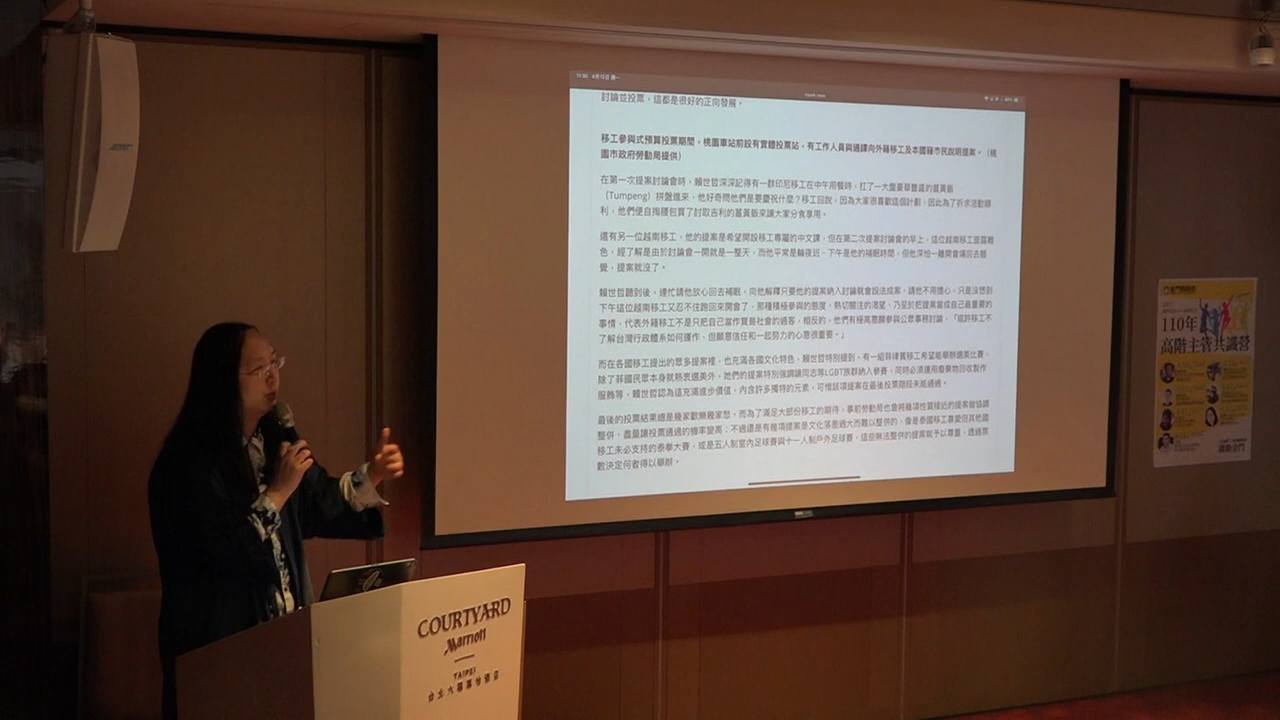 11:30 4月12日 週一
討論並投票，這都是很好的正向發展。
移工參與式預算投票期間，桃園車站前設有實體投票站，有工作人員與通譯向外籍移工及本國籍市民說明提案。（桃
園市政府勞動局提供）
在第一次提案討論會時，賴世哲深深記得有一群印尼移工在中午用餐時，扛了一大盤豪華豐盛的薑黃飯
（Tumpeng）拼盤進來，他好奇問他們是要慶祝什麼？移工回說，因為大家很喜歡這個計劃，因此為了祈求活動順
利，他們便自掏腰包買了討取吉利的薑黃飯來讓大家分食享用。
還有另一位越南移工，他的提案是希望開設移工專屬的中文課，但在第二次提案討論會的早上，這位越南移工面露難
色，經了解是由於討論會一開就是一整天，而他平常是輪夜班、下午是他的補眠時間，但他深怕一離開會場回去睡
覺，提案就沒了。
賴世哲聽到後，連忙請他放心回去補眠，向他解釋只要他的提案納入討論就會設法成案，請他不用擔心，只是沒想到
下午這位越南移工又忍不住跑回來開會了。那種積極參與的態度、熱切關注的渴望，乃至於把提案當成自己最重要的
事情，代表外籍移工不是只把自己當作寶島社會的過客，相反的，他們有極高意願參與公眾事務討論，「或許移工不
了解台灣行政體系如何運作，但願意信任和一起努力的心意很重要。」
而在各國移工提出的眾多提案裡，也充滿各國文化特色，賴世哲特別提到，有一組菲律賓移工希望能舉辦選美比賽，
除了菲國民眾本身就熱衷選美外，她們的提案特別強調讓同志等LGBT族群納入參賽，同時必須運用廢棄物回收製作
服飾等，賴世哲認為這充滿進步價值，內含許多獨特的元素，可惜該項提案在最後投票階段未能通過。
最後的投票結果總是幾家歡樂幾家愁，而為了滿足大部份移工的期待，事前勞動局也會將幾項性質接近的提案做協調
整併，盡量讓投票通過的機率變高；不過還是有幾項提案是文化落差過大而難以整併的，像是泰國移工喜愛但其他國
移工未必支持的泰拳大賽，或是五人制室內足球賽與十一人制戶外足球賽，這些無法整併的提案就予以尊重，透過票
數決定何者得以舉辦。
110年
高階主管共識營
COURTYARD
Marriott
TAIPEI
台北六福萬怡酒店